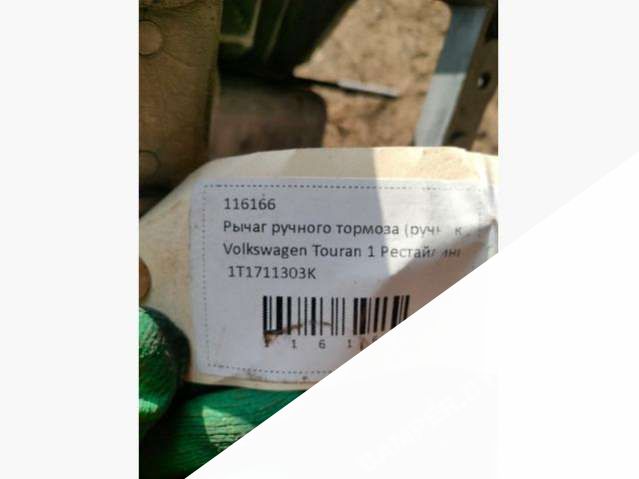 116166
Рычаг ручного тормоза
Volkswagen Touran 1
1T1711303K